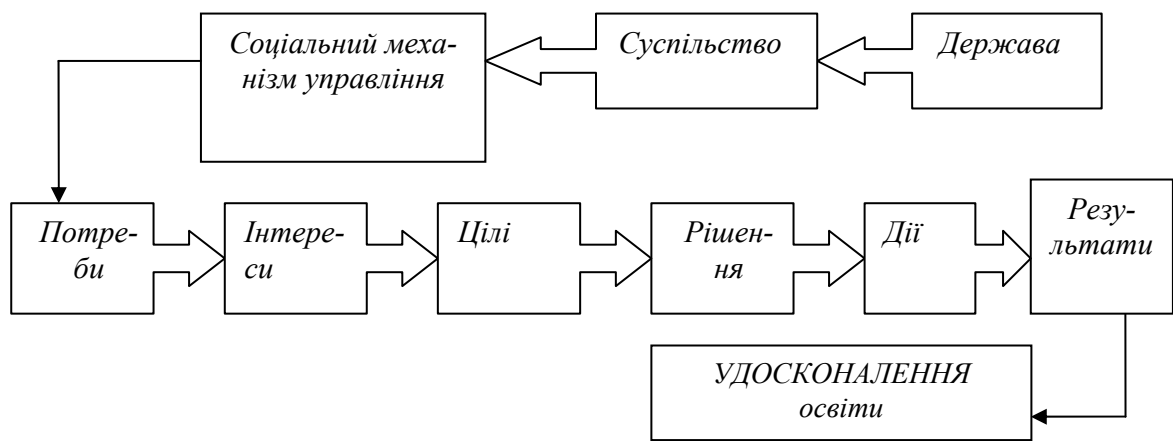 Соціальний меха-
нізм управління
Суспільство
Держава
Потре-
би
Інтере-
си
Цілі
Рішен-
ня
Дії
Резу-
льтати
УДОСКОНАЛЕННЯ
освіти